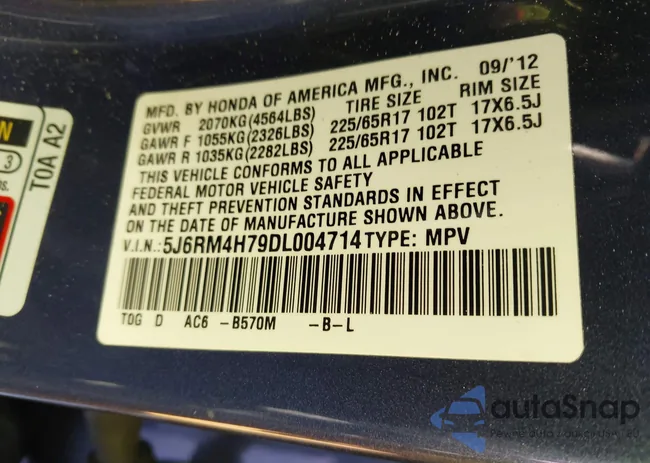 MFD. BY HONDA OF AMERICA MFG., INC. 09/'12
GVWR 2070KG(4564LBS) TIRE SIZE RIM SIZE
GAWR F 1055KG(2326LBS) 225/65R17 102T 17X6.5J
GAWR R 1035KG(2282LBS) 225/65R17 102T 17X6.5J
THIS VEHICLE CONFORMS TO ALL APPLICABLE
FEDERAL MOTOR VEHICLE SAFETY
AND THEFT PREVENTION STANDARDS IN EFFECT
ON THE DATE OF MANUFACTURE SHOWN ABOVE.
V.I.N.: 5J6RM4H79DL004714 TYPE: MPV
T0G D AC6 -B570M -B-L
N
3
T0A A2
autoSnap